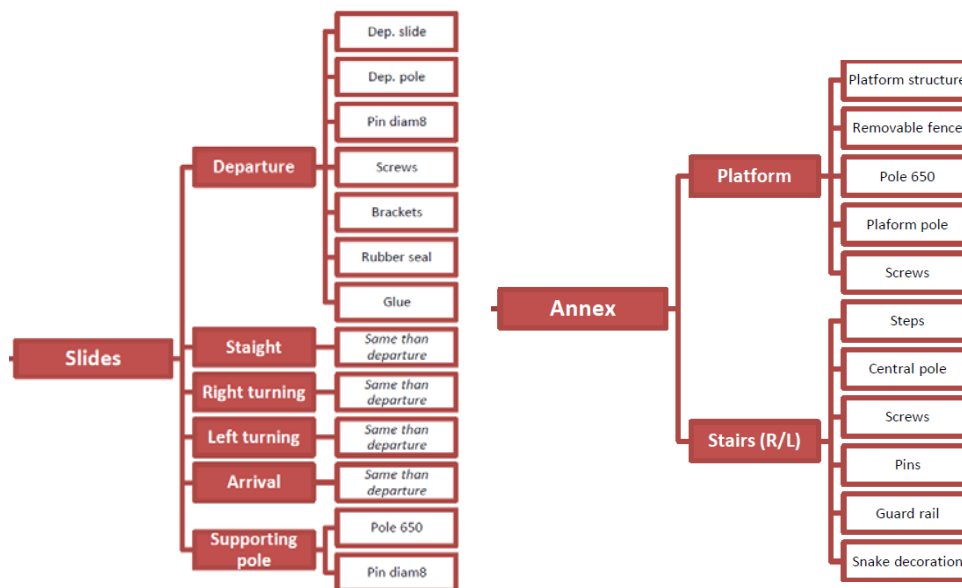 Slides
Departure
Dep. slide
Dep. pole
Pin diam8
Screws
Brackets
Rubber seal
Glue
Staight
Same than
departure
Right turning
Same than
departure
Left turning
Same than
departure
Arrival
Same than
departure
Supporting
pole
Pole 650
Pin diam8
Annex
Platform
Platform structure
Removable fence
Pole 650
Plaform pole
Screws
Stairs (R/L)
Steps
Central pole
Screws
Pins
Guard rail
Snake decoration